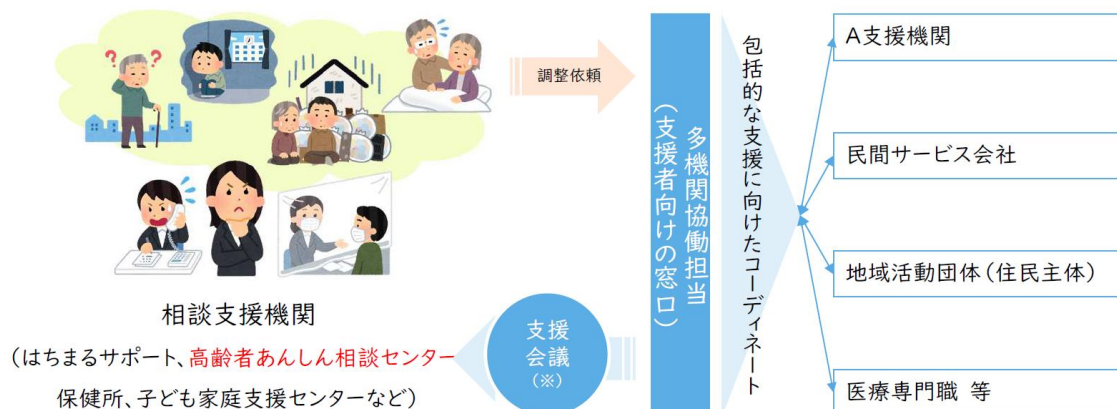 調整依頼
多機関協働担当
(支援者向けの窓口)
包括的な支援に向けたコーディネート
A支援機関
民間サービス会社
地域活動団体(住民主体)
医療専門職 等
相談支援機関
(はちまるサポート、高齢者あんしん相談センター
保健所、子ども家庭支援センターなど)
支援
会議
(※)